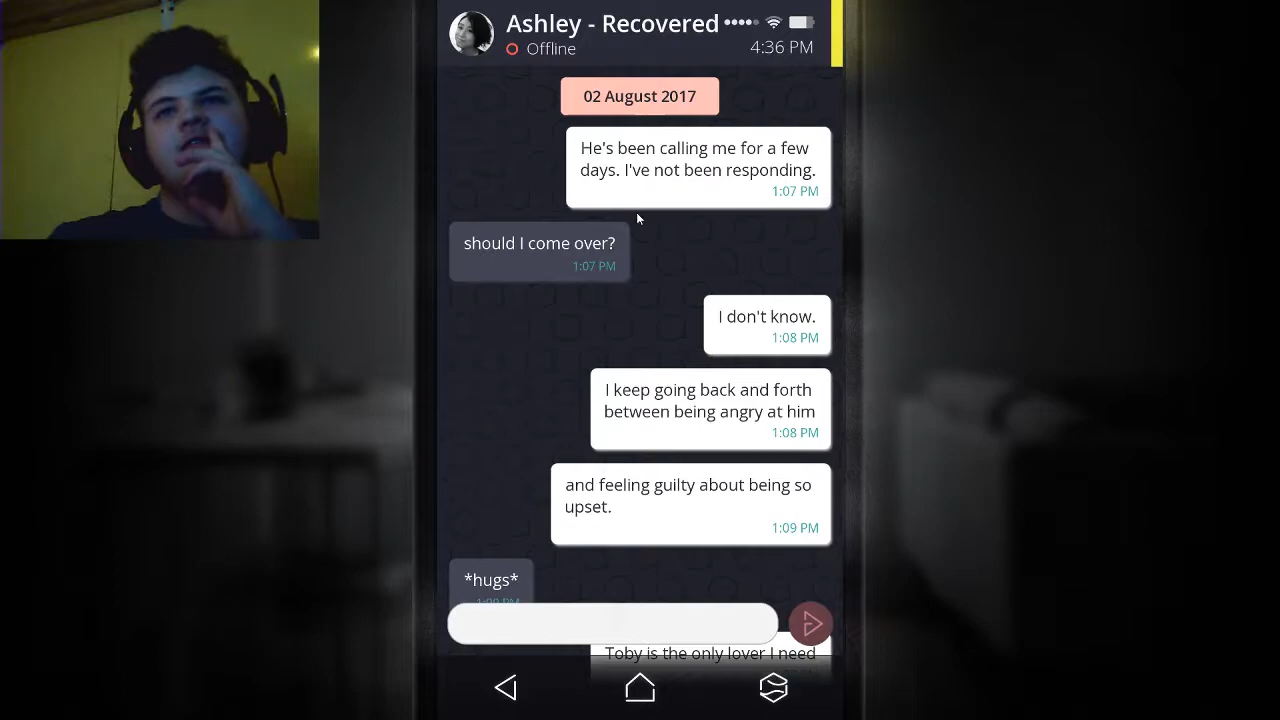 Ashley - Recovered
Offline
4:36 PM
02 August 2017
He's been calling me for a few
days. I've not been responding.
1:07 PM
should I come over?
1:07 PM
I don't know.
1:08 PM
I keep going back and forth
between being angry at him
1:08 PM
and feeling guilty about being so
upset.
1:09 PM
*hugs*
1:09 PM
Toby is the only lover I need